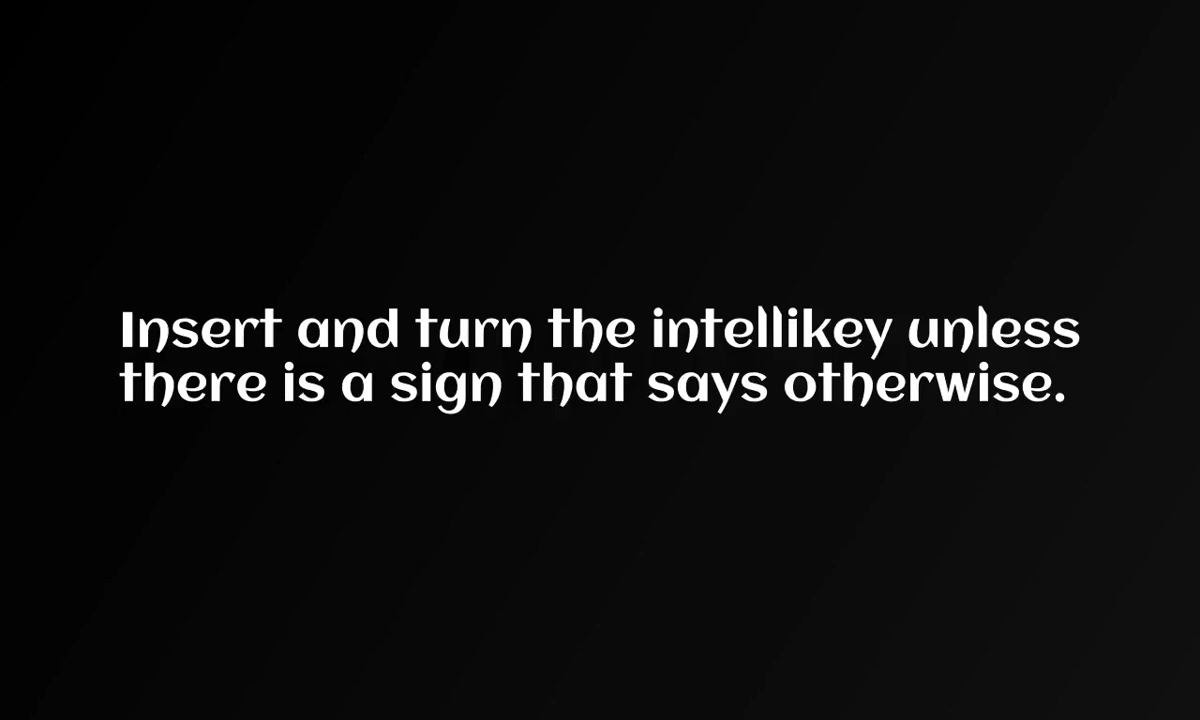 Insert and turn the intellikey unless
there is a sign that says otherwise.